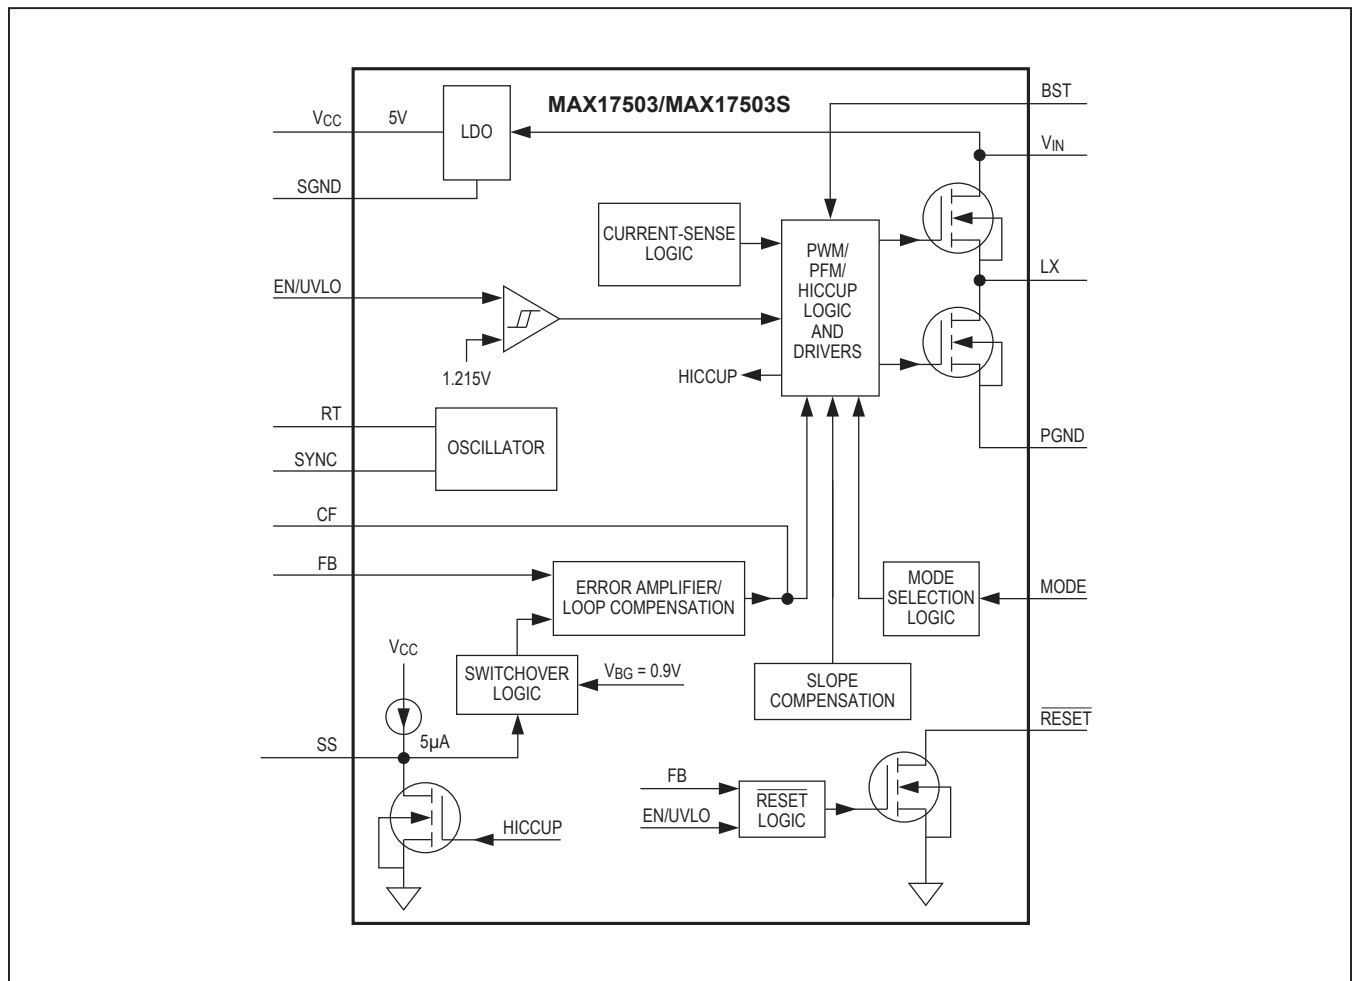 MAX17503/MAX17503S
BST
VCC
5V
LDO
VIN
SGND
CURRENT-SENSE
LOGIC
PWM/
PFM/
HICCUP
LOGIC
AND
DRIVERS
LX
EN/UVLO
1.215V
HICCUP
RT
OSCILLATOR
SYNC
PGND
CF
FB
ERROR AMPLIFIER/
LOOP COMPENSATION
MODE
SELECTION
LOGIC
MODE
VCC
SWITCHOVER
LOGIC
VBG = 0.9V
SLOPE
COMPENSATION
RESET
SS
5µA
FB
EN/UVLO
RESET
LOGIC
HICCUP